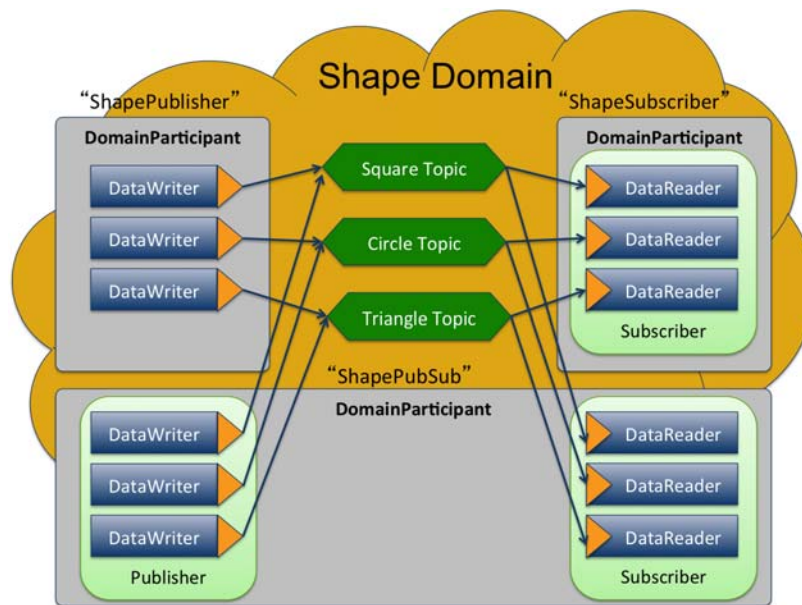 Shape Domain
“ShapePublisher”
DomainParticipant
DataWriter
DataWriter
DataWriter
Square Topic
Circle Topic
Triangle Topic
“ShapeSubscriber”
DomainParticipant
DataReader
DataReader
DataReader
Subscriber
“ShapePubSub”
DomainParticipant
DataWriter
DataWriter
DataWriter
Publisher
DataReader
DataReader
DataReader
Subscriber